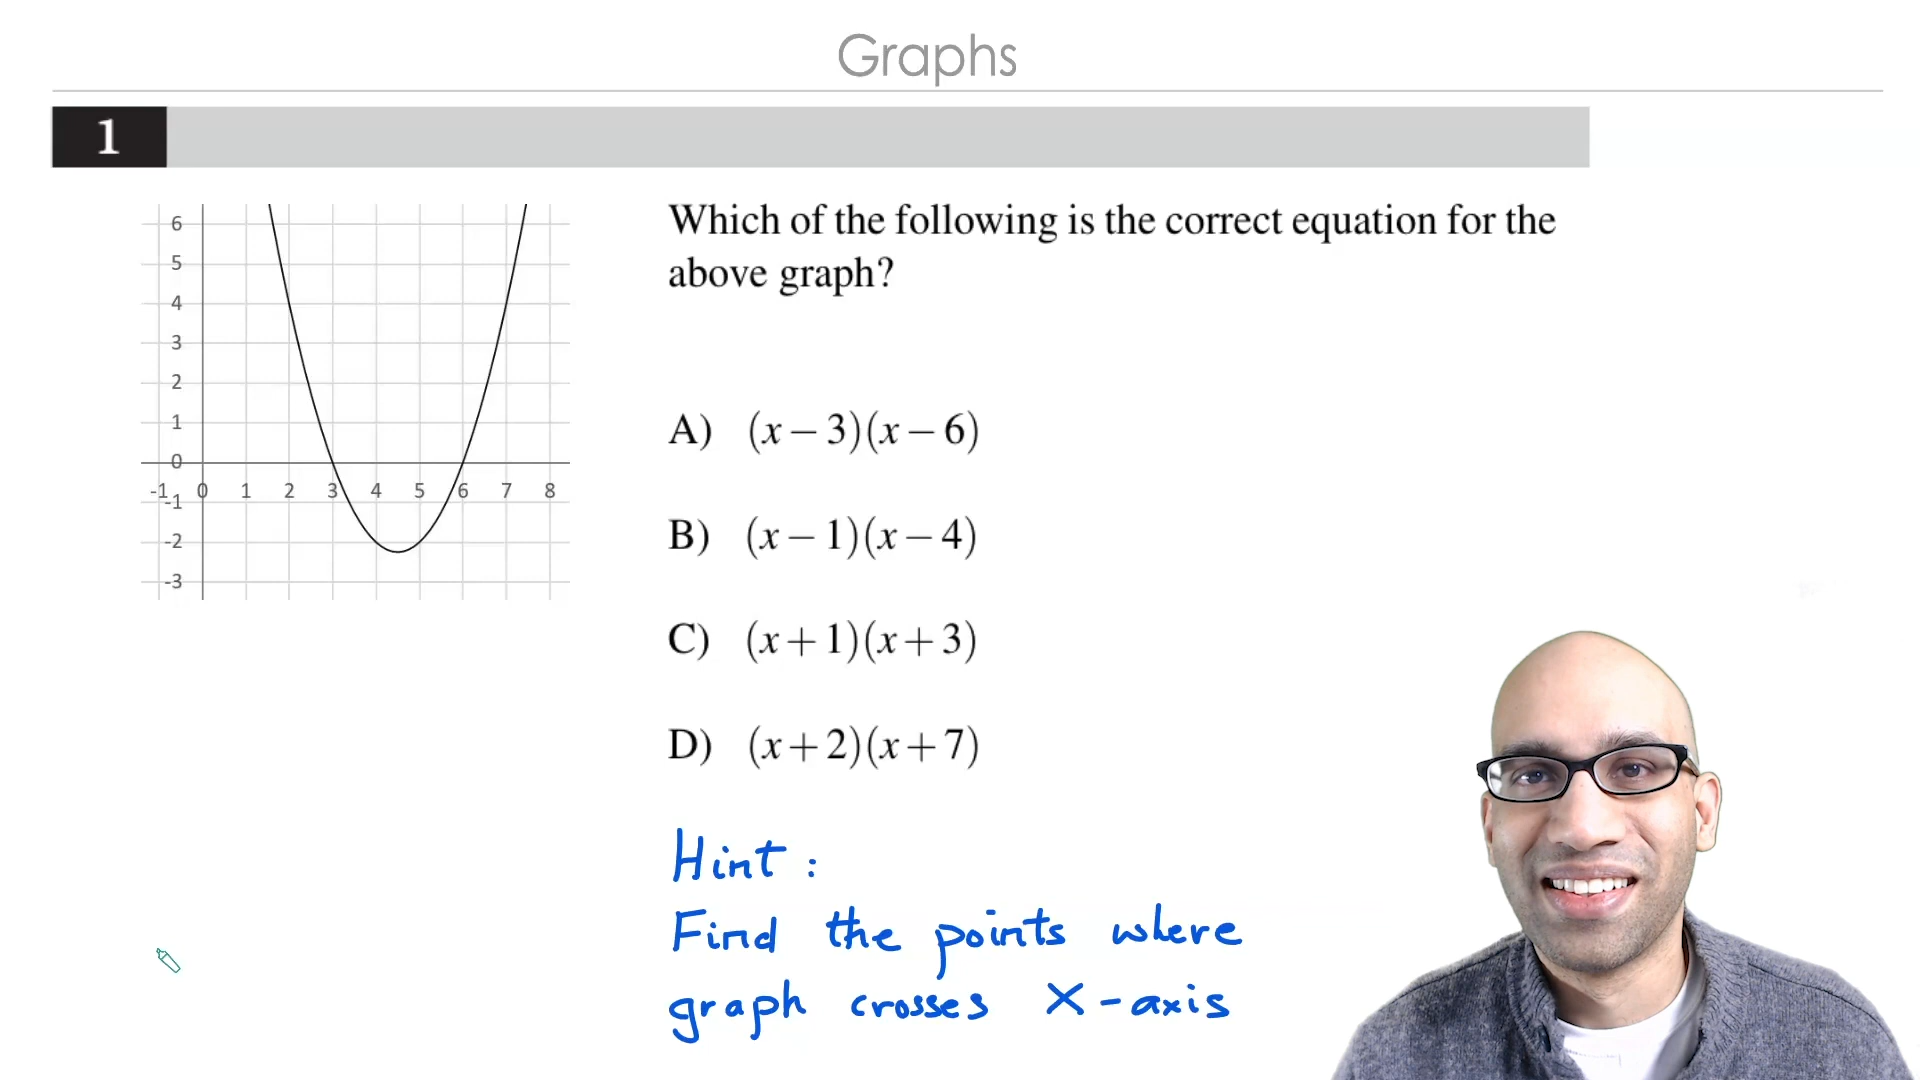 Graphs
1
6
5
4
3
2
1
0
-1 0 1 2 3 4 5 6 7 8
-1
-2
-3
Which of the following is the correct equation for the
above graph?
A) (x − 3)(x − 6)
B) (x − 1)(x − 4)
C) (x + 1)(x + 3)
D) (x + 2)(x + 7)
Hint :
Find the points where
graph crosses X-axis